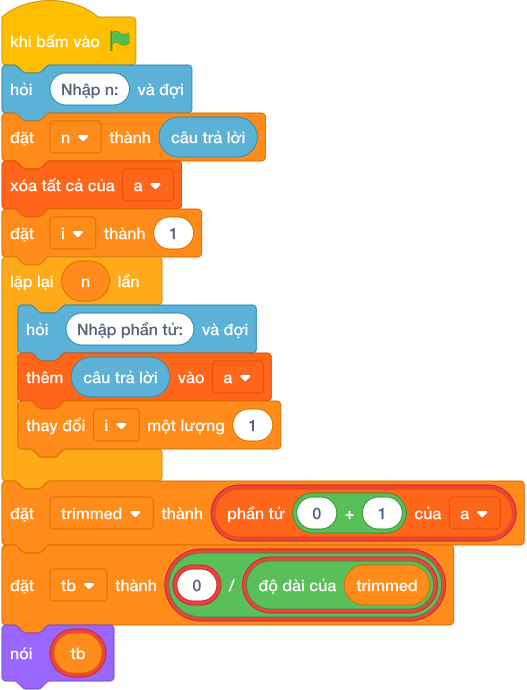 khi bấm vào
hỏi Nhập n: và đợi
đặt n thành câu trả lời
xóa tất cả của a
đặt i thành 1
lặp lại n lần
hỏi Nhập phần tử: và đợi
thêm câu trả lời vào a
thay đổi i một lượng 1
đặt trimmed thành phần tử 0 + 1 của a
đặt tb thành 0 / độ dài của trimmed
nói tb